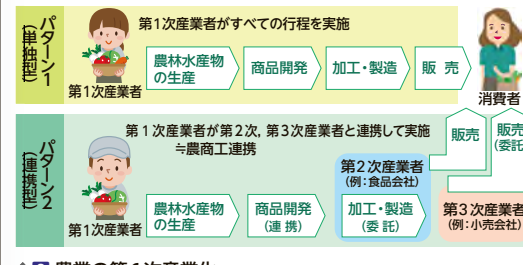 パターン1
(単独型)
第1次産業者がすべての行程を実施
第1次産業者
農林水産物
の生産
商品開発
加工・製造
販 売
消費者
パターン2
(連携型)
第1次産業者が第2次,第3次産業者と連携して実施
≒農商工連携
第1次産業者
農林水産物
の生産
商品開発
(連 携)
第2次産業者
(例:食品会社)
加工・製造
(委 託)
販売
販売
(委託
第3次産業者
(例:小売会社)